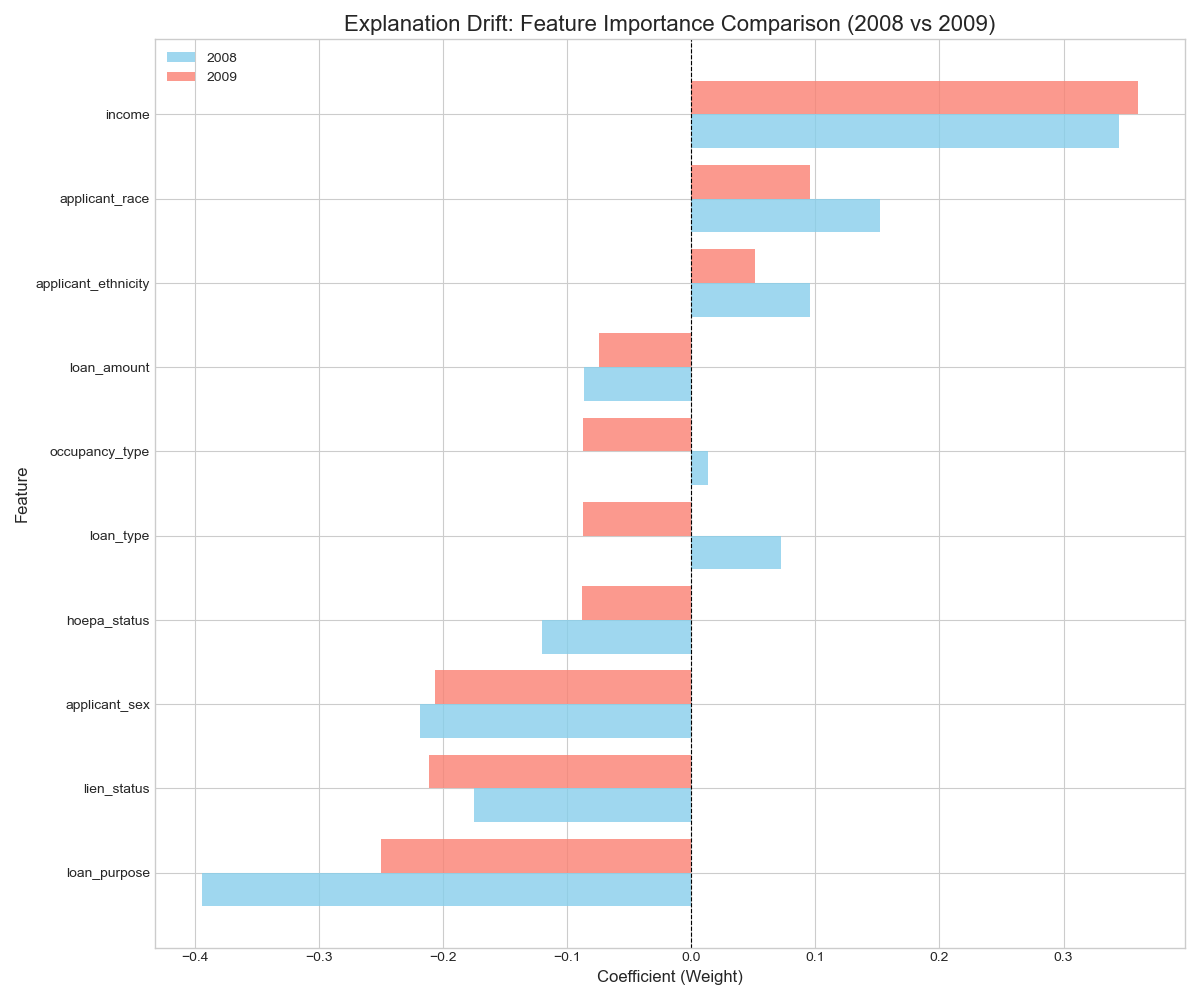 Explanation Drift: Feature Importance Comparison (2008 vs 2009)
2008
2009
income
applicant_race
applicant_ethnicity
loan_amount
occupancy_type
loan_type
hoepa_status
applicant_sex
lien_status
loan_purpose
Feature
−0.4 −0.3 −0.2 −0.1 0.0 0.1 0.2 0.3
Coefficient (Weight)